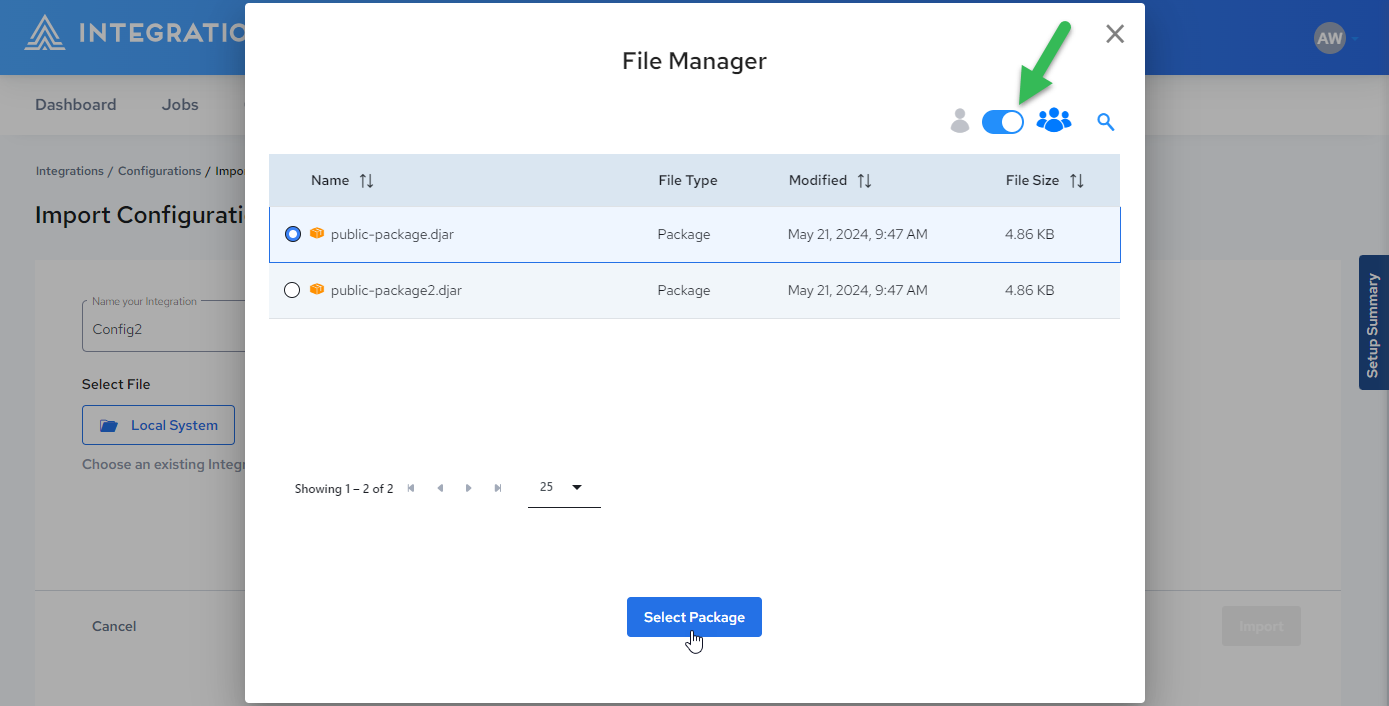 INTEGRATIO
AW
Dashboard
Jobs
Integrations / Configurations / Impo
Import Configurati
Name your Integration
Config2
Select File
Local System
Choose an existing Integr
Cancel
File Manager
Name File Type Modified File Size
public-package.djar Package May 21, 2024, 9:47 AM 4.86 KB
public-package2.djar Package May 21, 2024, 9:47 AM 4.86 KB
Showing 1 – 2 of 2 25
Select Package
Setup Summary
Import